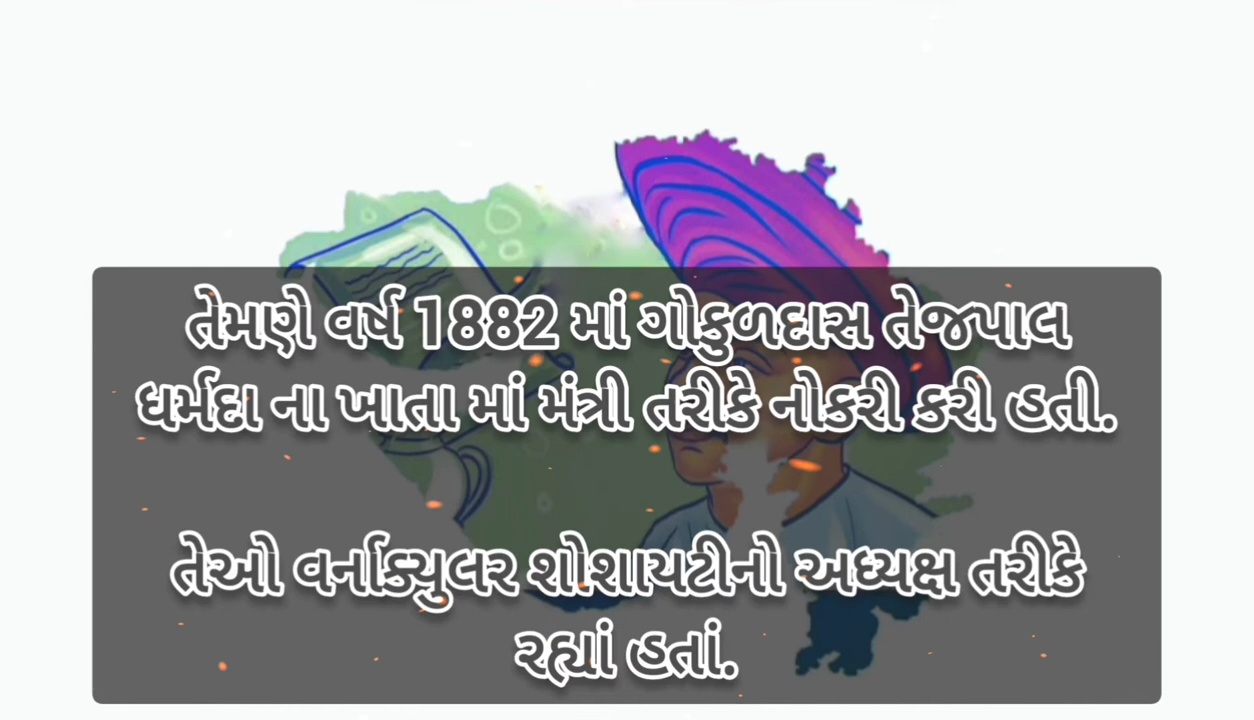 તેમણે વર્ષ 1882 માં ગોકુળદાસ તેજપાલ
ધર્મદા ના ખાતા માં મંત્રી તરીકે નોકરી કરી હતી.
તેઓ વર્નાક્યુલર શોશાયટીનો અધ્યક્ષ તરીકે
રહ્યાં હતાં.